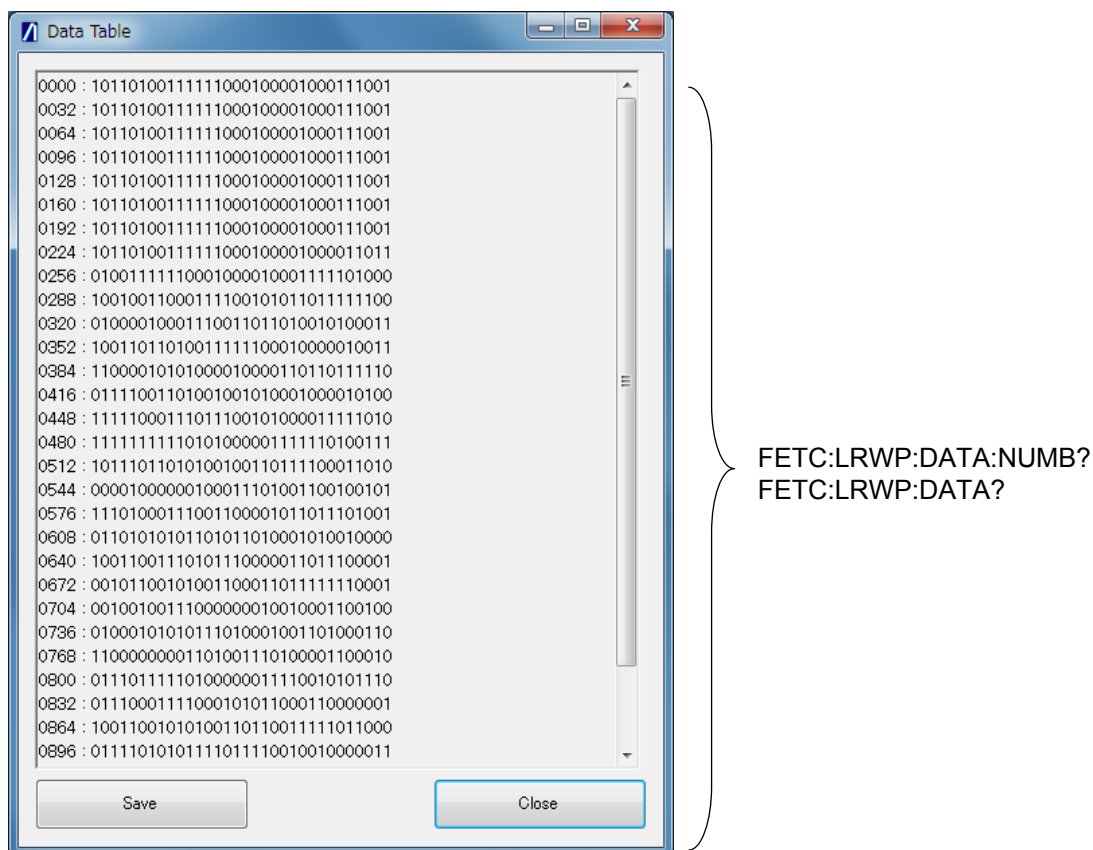 Data Table
0000 : 10110100111111000100001000111001
0032 : 10110100111111000100001000111001
0064 : 10110100111111000100001000111001
0096 : 10110100111111000100001000111001
0128 : 10110100111111000100001000111001
0160 : 10110100111111000100001000111001
0192 : 10110100111111000100001000111001
0224 : 10110100111111000100001000011011
0256 : 01001111110001000010001111101000
0288 : 10010011000111100101011011111100
0320 : 01000010001110011011010010100011
0352 : 10011011010011111100010000010011
0384 : 11000010101000010000110110111110
0416 : 01111001101001001010001000010100
0448 : 11111000111011100101000011111010
0480 : 11111111110101000001111110100111
0512 : 10111011010100100110111100011010
0544 : 00001000000100011101001100100101
0576 : 11101000111001100001011011101001
0608 : 01101010101101011010001010010000
0640 : 10011001110101110000011011100001
0672 : 00101100101001100011011111110001
0704 : 00100100111000000010010001100100
0736 : 01000101010111010001001101000110
0768 : 11000000001101001110100001100010
0800 : 01110111110100000011110010101110
0832 : 01110001111000101011000110000001
0864 : 10011001010100110110011111011000
0896 : 01111010101111011110010010000011
Save
Close
FETC:LRWP:DATA:NUMB?
FETC:LRWP:DATA?